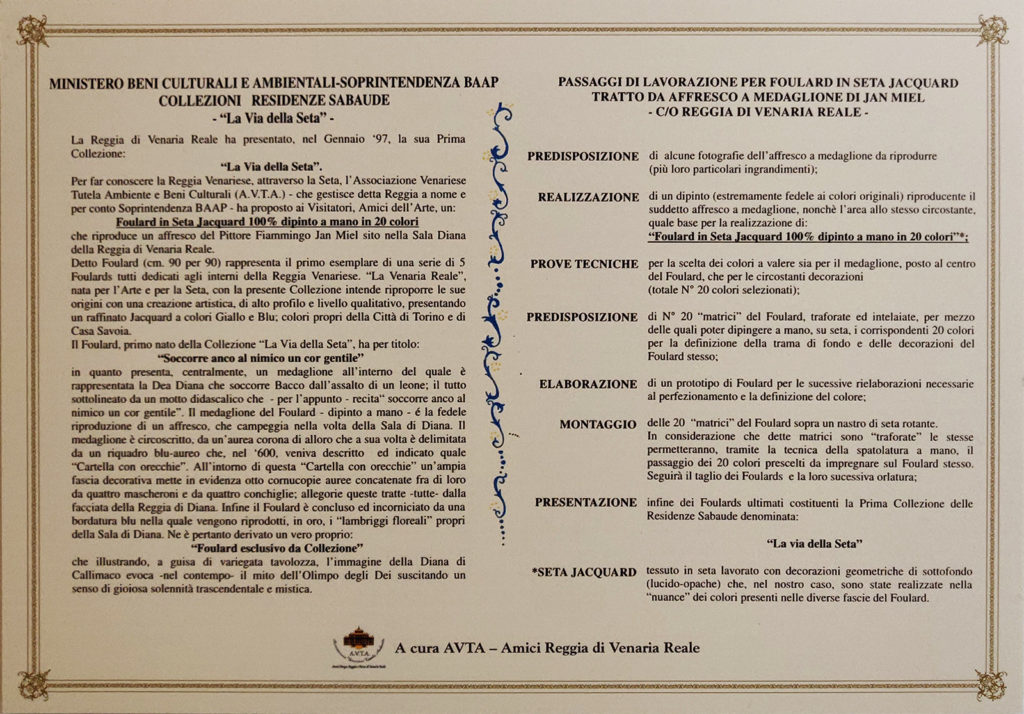 MINISTERO BENI CULTURALI E AMBIENTALI-SOPRINTENDENZA BAAP
COLLEZIONI RESIDENZE SABAUDE
- “La Via della Seta” -
La Reggia di Venaria Reale ha presentato, nel Gennaio ‘97, la sua Prima
Collezione:
“La Via della Seta”.
Per far conoscere la Reggia Venariese, attraverso la Seta, l’Associazione Venariese
Tutela Ambiente e Beni Culturali (A.V.T.A.) - che gestisce detta Reggia a nome e
per conto Soprintendenza BAAP - ha proposto ai Visitatori, Amici dell’Arte, un:
Foulard in Seta Jacquard 100% dipinto a mano in 20 colori
che riproduce un affresco del Pittore Fiammingo Jan Miel sito nella Sala Diana
della Reggia di Venaria Reale.
Detto Foulard (cm. 90 per 90) rappresenta il primo esemplare di una serie di 5
Foulards tutti dedicati agli interni della Reggia Venariese. “La Venaria Reale”,
nata per l’Arte e per la Seta, con la presente Collezione intende riproporre le sue
origini con una creazione artistica, di alto profilo e livello qualitativo, presentando
un raffinato Jacquard a colori Giallo e Blu; colori propri della Città di Torino e di
Casa Savoia.
Il Foulard, primo nato della Collezione “La Via della Seta”, ha per titolo:
“Soccorre anco al nimico un cor gentile”
in quanto presenta, centralmente, un medaglione all’interno del quale è
rappresentata la Dea Diana che soccorre Bacco dall’assalto di un leone; il tutto
sottolineato da un motto didascalico che - per l’appunto - recita“ soccorre anco al
nimico un cor gentile”. Il medaglione del Foulard - dipinto a mano - é la fedele
riproduzione di un affresco, che campeggia nella volta della Sala di Diana. Il
medaglione è circoscritto, da un’aurea corona di alloro che a sua volta è delimitata
da un riquadro blu-aureo che, nel ‘600, veniva descritto ed indicato quale
“Cartella con orecchie”. All’intorno di questa “Cartella con orecchie” un’ampia
fascia decorativa mette in evidenza otto cornucopie auree concatenate fra di loro
da quattro mascheroni e da quattro conchiglie; allegorie queste tratte -tutte- dalla
facciata della Reggia di Diana. Infine il Foulard è concluso ed incorniciato da una
bordatura blu nella quale vengono riprodotti, in oro, i “lambriggi floreali” propri
della Sala di Diana. Ne è pertanto derivato un vero proprio:
“Foulard esclusivo da Collezione”
che illustrando, a guisa di variegata tavolozza, l’immagine della Diana di
Callimaco evoca -nel contempo- il mito dell’Olimpo degli Dei suscitando un
senso di gioiosa solennità trascendentale e mistica.
PASSAGGI DI LAVORAZIONE PER FOULARD IN SETA JACQUARD
TRATTO DA AFFRESCO A MEDAGLIONE DI JAN MIEL
- C/O REGGIA DI VENARIA REALE -
PREDISPOSIZIONE di alcune fotografie dell’affresco a medaglione da riprodurre
(più loro particolari ingrandimenti);
REALIZZAZIONE di un dipinto (estremamente fedele ai colori originali) riproducente il
suddetto affresco a medaglione, nonchè l’area allo stesso circostante,
quale base per la realizzazione di:
“Foulard in Seta Jacquard 100% dipinto a mano in 20 colori”*;
PROVE TECNICHE per la scelta dei colori a valere sia per il medaglione, posto al centro
del Foulard, che per le circostanti decorazioni
(totale N° 20 colori selezionati);
PREDISPOSIZIONE di N° 20 “matrici” del Foulard, traforate ed intelaiate, per mezzo
delle quali poter dipingere a mano, su seta, i corrispondenti 20 colori
per la definizione della trama di fondo e delle decorazioni del
Foulard stesso;
ELABORAZIONE di un prototipo di Foulard per le sucessive rielaborazioni necessarie
al perfezionamento e la definizione del colore;
MONTAGGIO delle 20 “matrici” del Foulard sopra un nastro di seta rotante.
In considerazione che dette matrici sono “traforate” le stesse
permetteranno, tramite la tecnica della spatolatura a mano, il
passaggio dei 20 colori prescelti da impregnare sul Foulard stesso.
Seguirà il taglio dei Foulards e la loro sucessiva orlatura;
PRESENTAZIONE infine dei Foulards ultimati costituenti la Prima Collezione delle
Residenze Sabaude denominata:
“La via della Seta”
*SETA JACQUARD tessuto in seta lavorato con decorazioni geometriche di sottofondo
(lucido-opache) che, nel nostro caso, sono state realizzate nella
“nuance” dei colori presenti nelle diverse fascie del Foulard.
A.V.T.A.
A cura AVTA – Amici Reggia di Venaria Reale